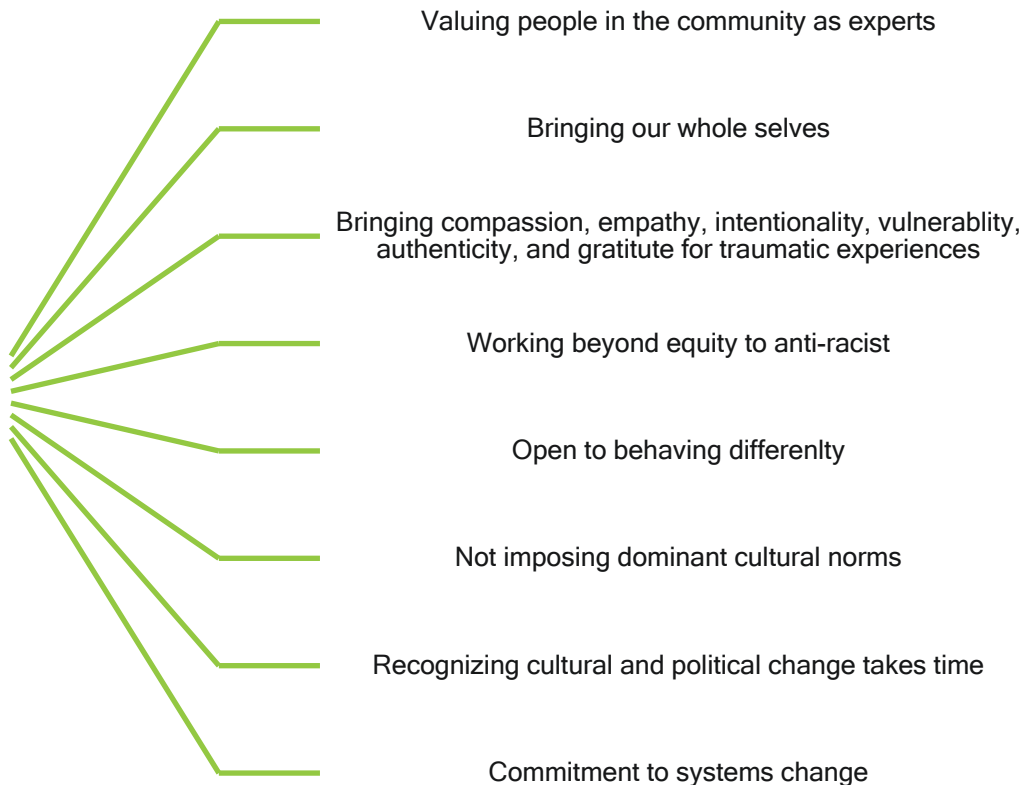 Valuing people in the community as experts
Bringing our whole selves
Bringing compassion, empathy, intentionality, vulnerablity,
authenticity, and gratitute for traumatic experiences
Working beyond equity to anti-racist
Open to behaving differenlty
Not imposing dominant cultural norms
Recognizing cultural and political change takes time
Commitment to systems change